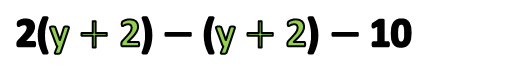 2(y + 2) – (y + 2) – 10